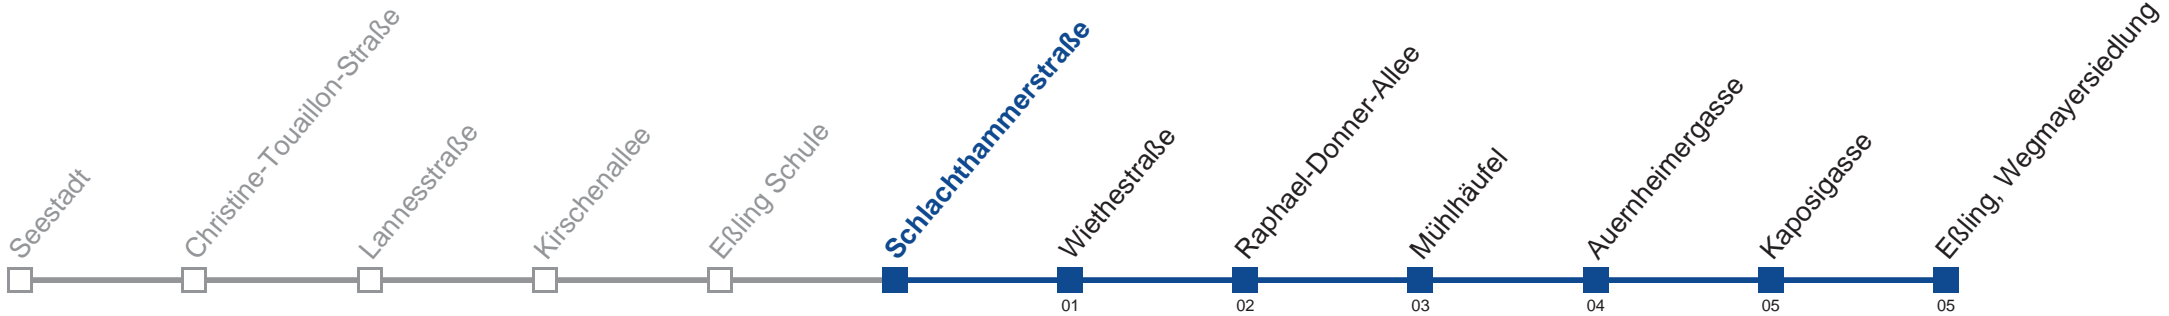 Seestadt
Christine-Touaillon-Straße
Lannesstraße
Kirschenallee
Eßling Schule
Schlachthammerstraße
Wiethestraße
Raphael-Donner-Allee
Mühlhäufel
Auernheimergasse
Kaposigasse
Eßling, Wegmayersiedlung
01
02
03
04
05
05